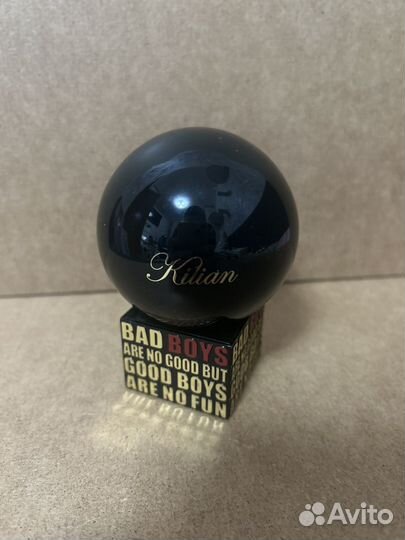 Kilian
BAD BOYS
ARE NO GOOD BUT
GOOD BOYS
ARE NO FUN
Avito